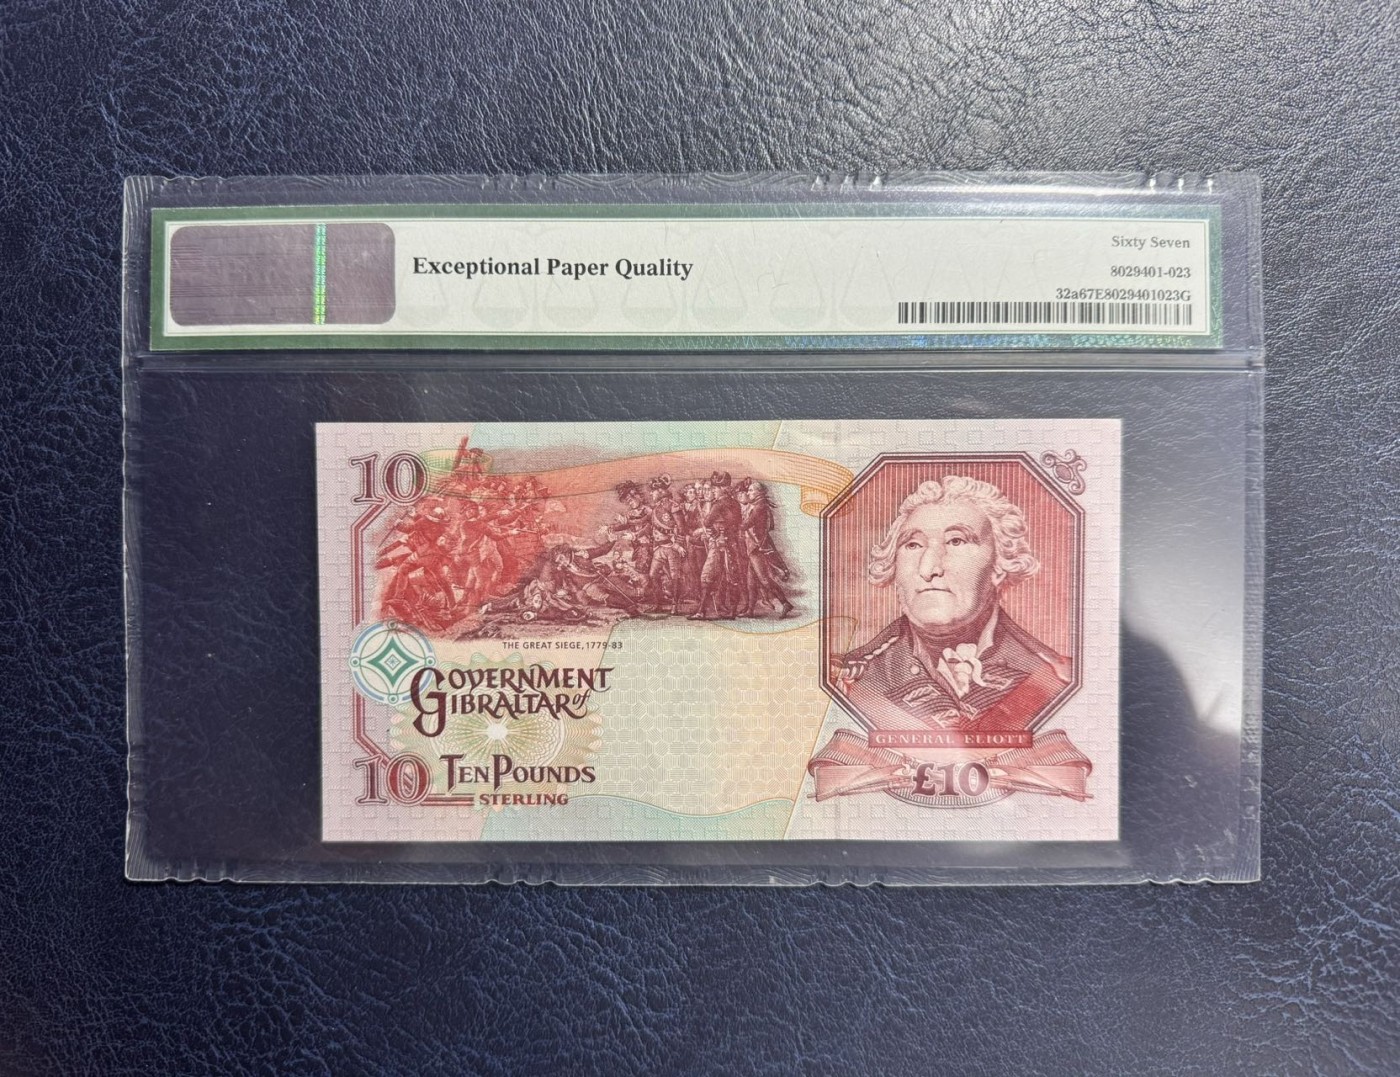 Exceptional Paper Quality
Sixty Seven
8029401-023
32a67E8029401023G
10
THE GREAT SIEGE, 1779-83
GOVERNMENT
of GIBRALTAR
10 TEN POUNDS
STERLING
GENERAL ELIOTT
£10